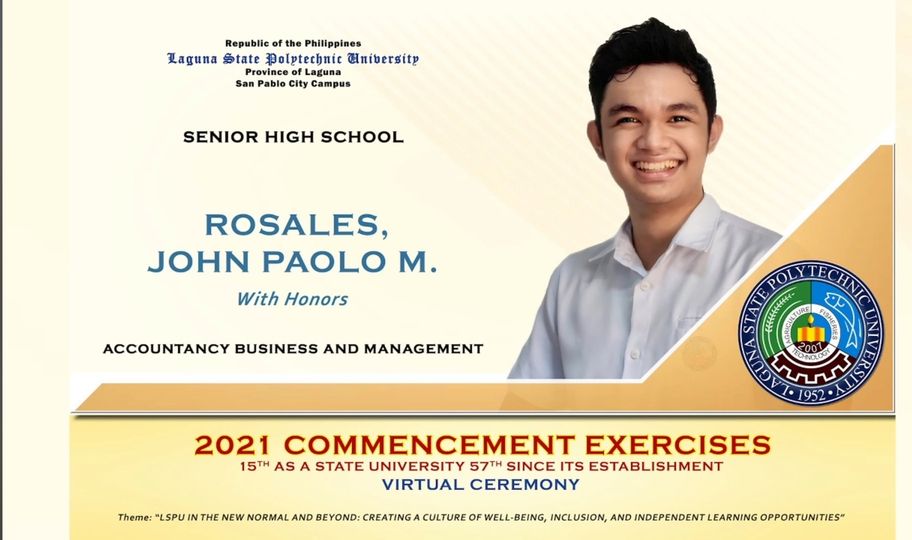 Republic of the Philippines
Laguna State Polytechnic University
Province of Laguna
San Pablo City Campus
SENIOR HIGH SCHOOL
ROSALES,
JOHN PAOLO M.
With Honors
ACCOUNTANCY BUSINESS AND MANAGEMENT
LAGUNA STATE POLYTECHNIC UNIVERSITY
AGRICULTURE
FISHERIES
2007
TECHNOLOGY
• 1952 •
2021 COMMENCEMENT EXERCISES
15TH AS A STATE UNIVERSITY 57TH SINCE ITS ESTABLISHMENT
VIRTUAL CEREMONY
Theme: “LSPU IN THE NEW NORMAL AND BEYOND: CREATING A CULTURE OF WELL-BEING, INCLUSION, AND INDEPENDENT LEARNING OPPORTUNITIES”